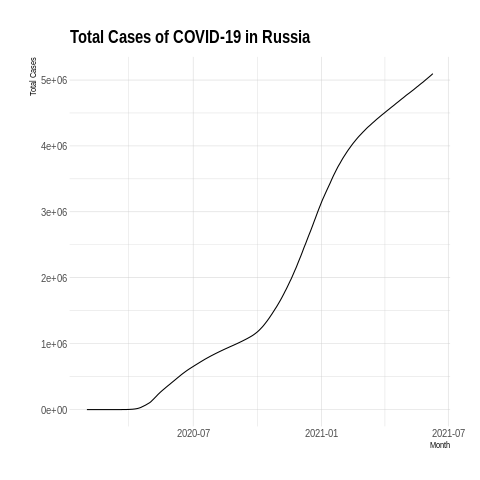 Total Cases of COVID-19 in Russia
Total Cases
5e+06
4e+06
3e+06
2e+06
1e+06
0e+00
2020-07 2021-01 2021-07
Month